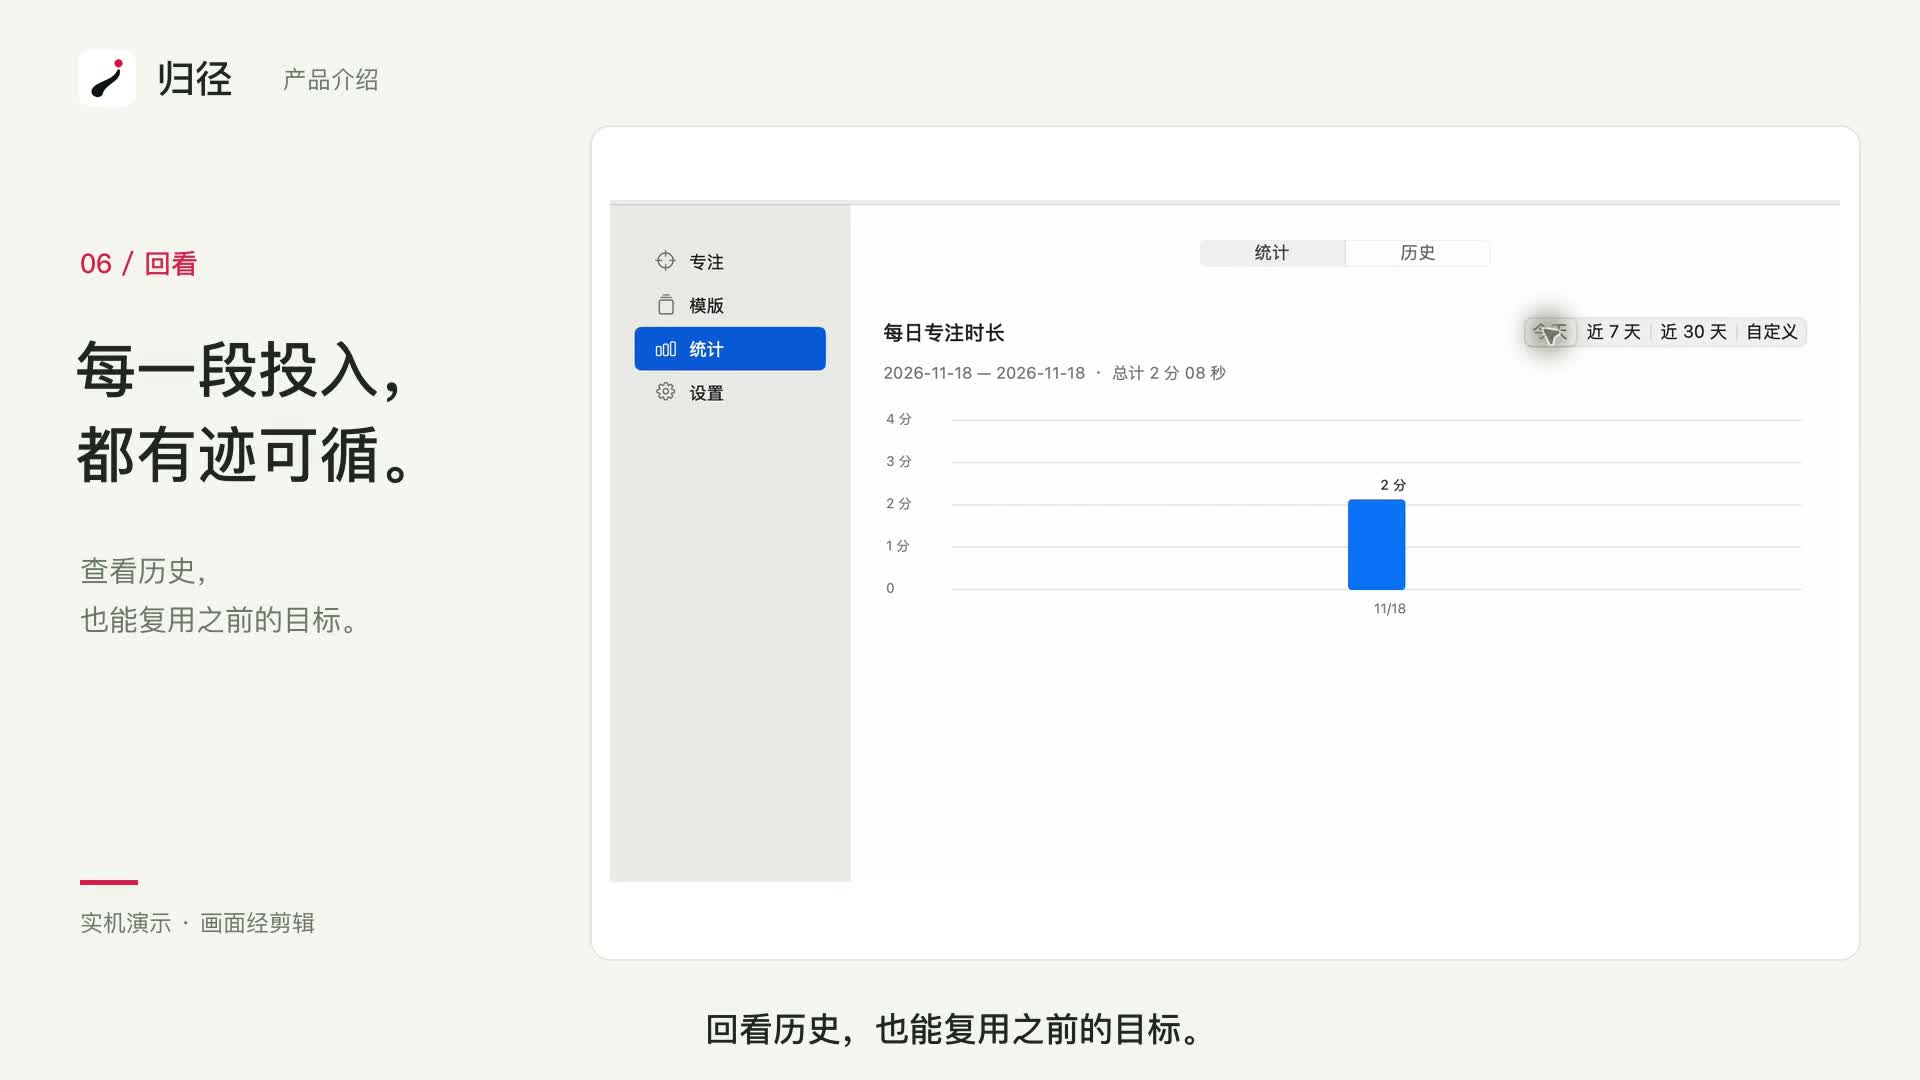 归径
产品介绍
06 / 回看
每一段投入，
都有迹可循。
查看历史，
也能复用之前的目标。
实机演示 · 画面经剪辑
专注
模版
统计
设置
统计
历史
每日专注时长
今天
近 7 天
近 30 天
自定义
2026-11-18 — 2026-11-18 · 总计 2 分 08 秒
4 分
3 分
2 分
1 分
0
2 分
11/18
回看历史，也能复用之前的目标。